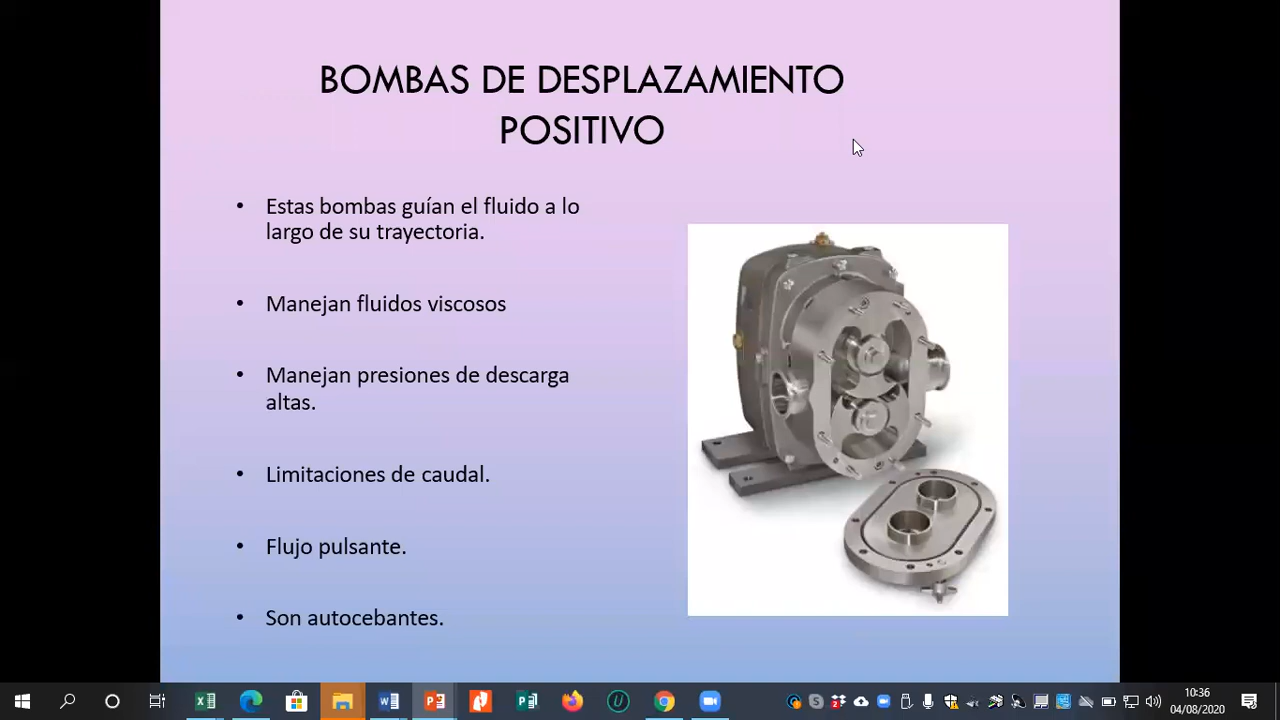 BOMBAS DE DESPLAZAMIENTO
POSITIVO
• Estas bombas guían el fluido a lo
largo de su trayectoria.
• Manejan fluidos viscosos
• Manejan presiones de descarga
altas.
• Limitaciones de caudal.
• Flujo pulsante.
• Son autocebantes.
10:36
04/08/2020